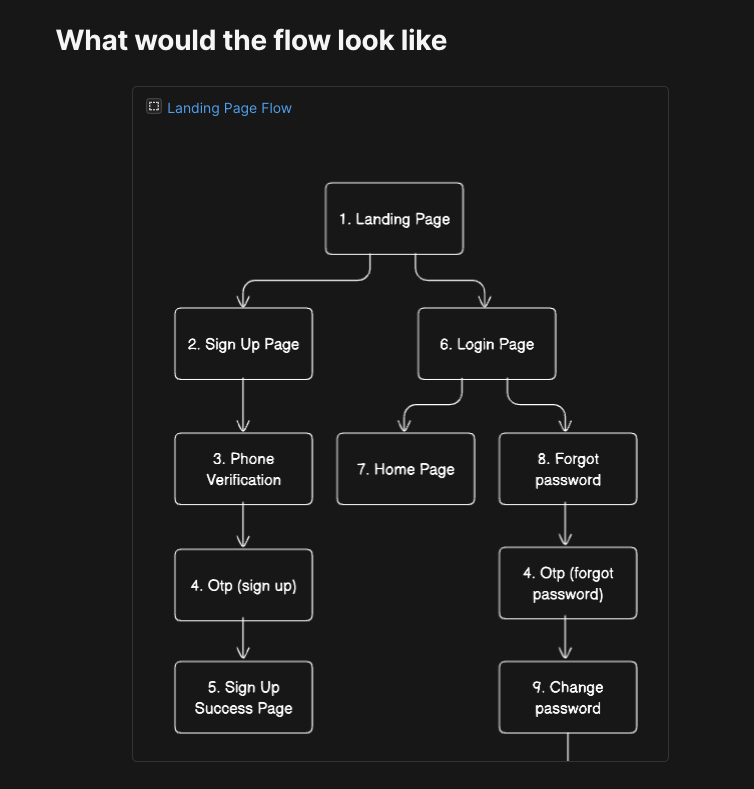 What would the flow look like
Landing Page Flow
1. Landing Page
2. Sign Up Page
6. Login Page
3. Phone
Verification
7. Home Page
8. Forgot
password
4. Otp (sign up)
4. Otp (forgot
password)
5. Sign Up
Success Page
9. Change
password